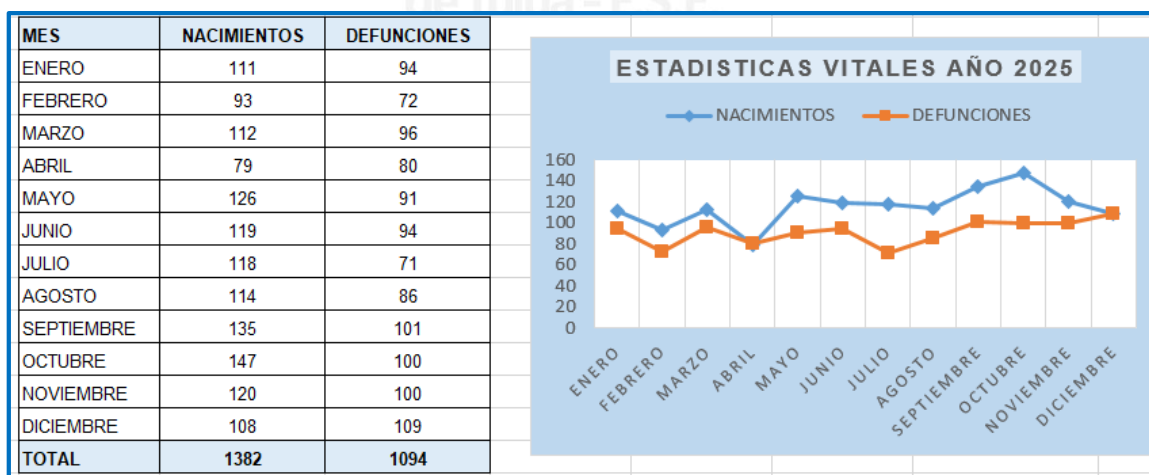 MES NACIMIENTOS DEFUNCIONES
ENERO 111 94
FEBRERO 93 72
MARZO 112 96
ABRIL 79 80
MAYO 126 91
JUNIO 119 94
JULIO 118 71
AGOSTO 114 86
SEPTIEMBRE 135 101
OCTUBRE 147 100
NOVIEMBRE 120 100
DICIEMBRE 108 109
TOTAL 1382 1094
ESTADISTICAS VITALES AÑO 2025
NACIMIENTOS DEFUNCIONES
160
140
120
100
80
60
40
20
0
ENERO
FEBRERO
MARZO
ABRIL
MAYO
JUNIO
JULIO
AGOSTO
SEPTIEMBRE
OCTUBRE
NOVIEMBRE
DICIEMBRE